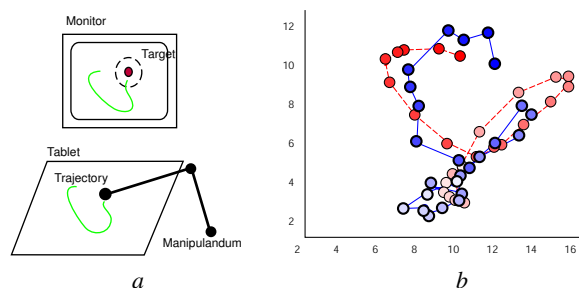 Monitor
Target
Tablet
Trajectory
Manipulandum
a
12
10
8
6
4
2
2 4 6 8 10 12 14 16
b